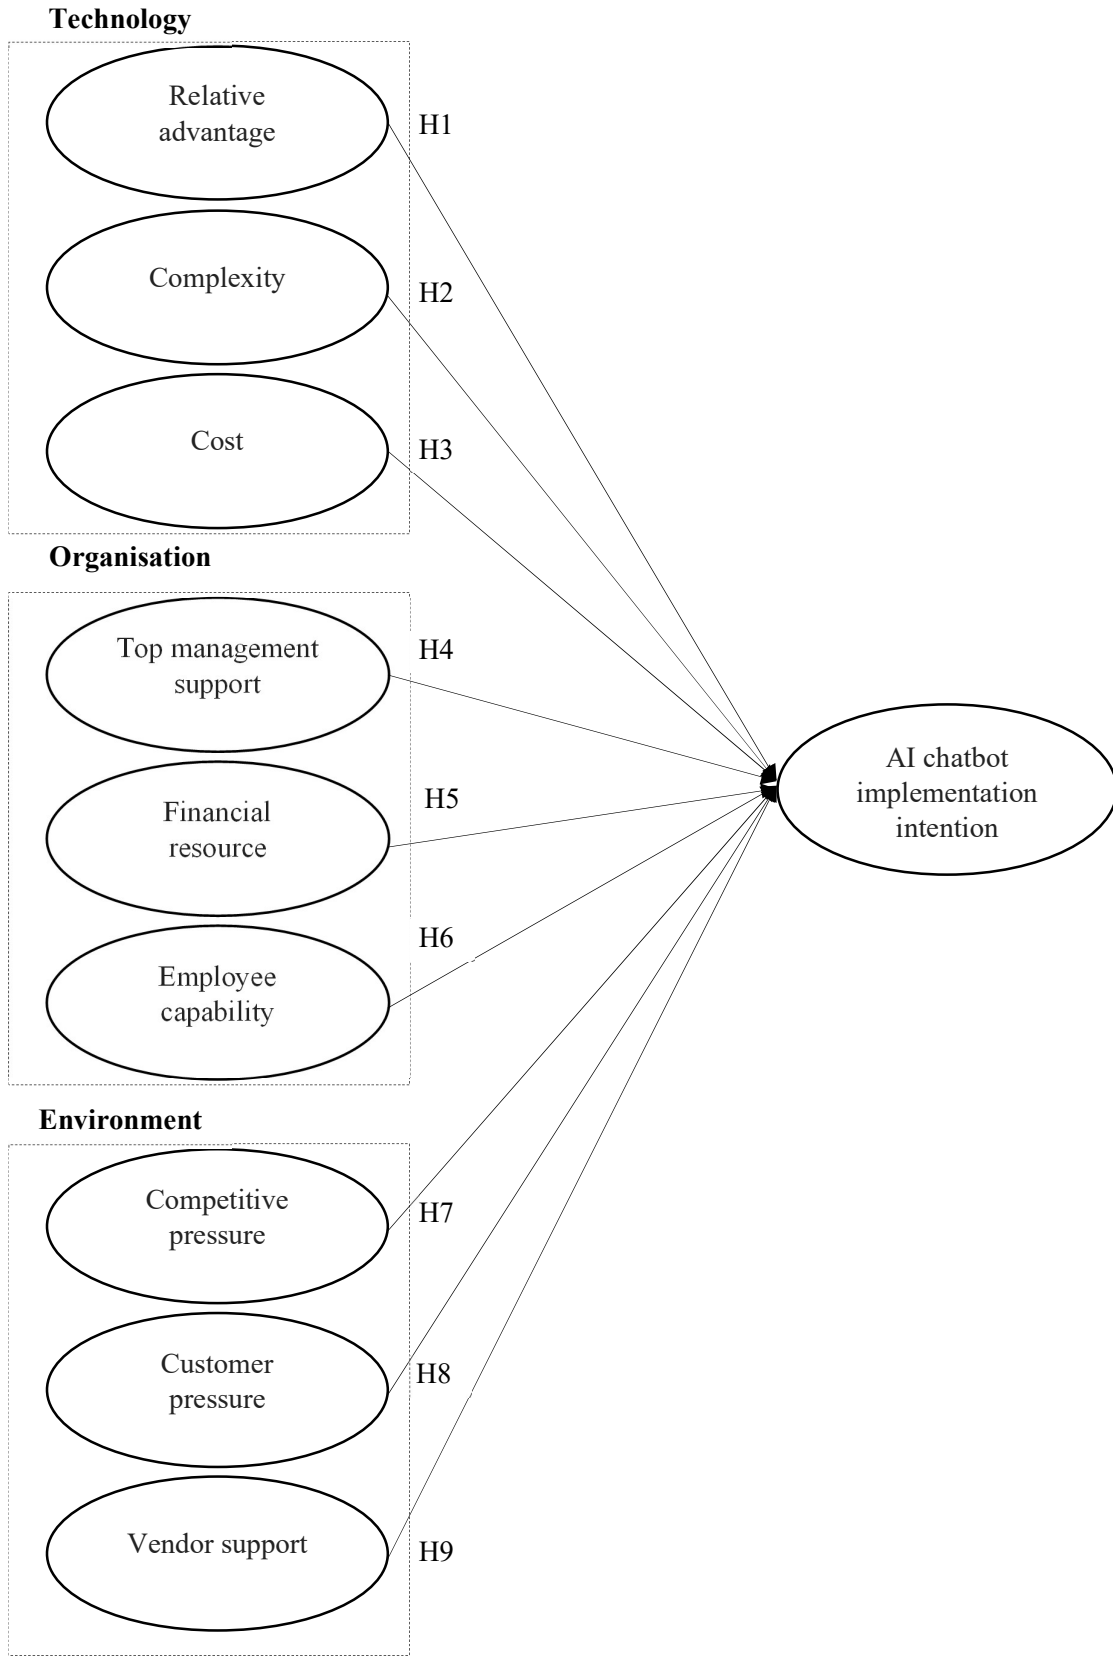 Technology
Relative
advantage
H1
Complexity
H2
Cost
H3
Organisation
Top management
support
H4
Financial
resource
H5
Employee
capability
H6
AI chatbot
implementation
intention
Environment
Competitive
pressure
H7
Customer
pressure
H8
Vendor support
H9